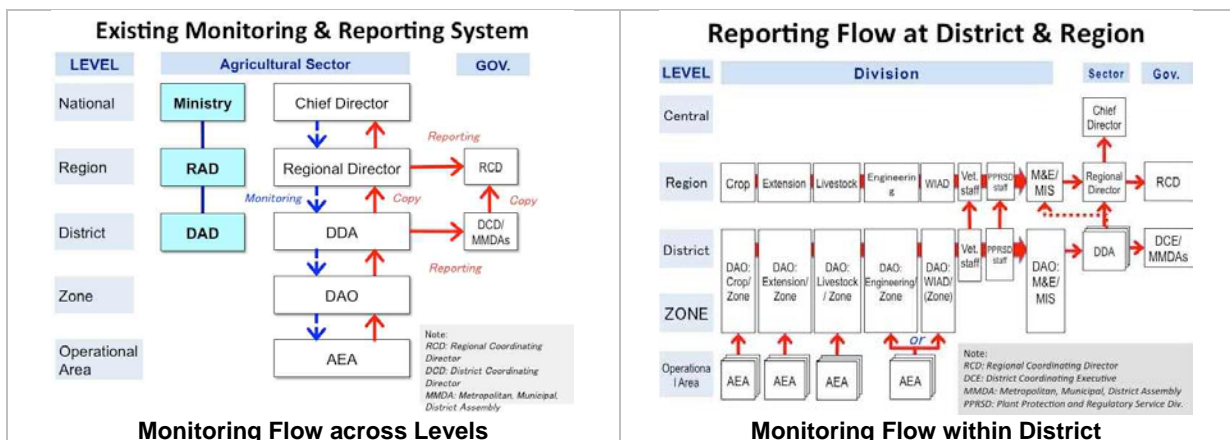 Existing Monitoring & Reporting System
LEVEL
Agricultural Sector
GOV.
National
Ministry
Chief Director
Reporting
Region
RAD
Regional Director
RCD
Monitoring
Copy
Copy
District
DAD
DDA
DCD/
MMDAs
Reporting
Zone
DAO
Operational
Area
AEA
Note:
RCD: Regional Coordinating
Director
DCD: District Coordinating
Director
MMDA: Metropolitan, Municipal,
District Assembly
Monitoring Flow across Levels
Reporting Flow at District & Region
LEVEL
Division
Sector
Gov.
Central
Chief
Director
Region
Crop
Extension
Livestock
Engineerin
g
WIAD
Vet.
staff
PPRSD
staff
M&E/
MIS
Regional
Director
RCD
District
ZONE
DAO:
Crop/
Zone
DAO:
Extension/
Zone
DAO:
Livestock
/ Zone
DAO:
Engineering/
Zone
DAO:
WIAD/
(Zone)
Vet.
staff
PPRSD
staff
DAO:
M&E/
MIS
DDA
DCE/
MMDAs
or
Operationa
l Area
AEA
AEA
AEA
AEA
Note:
RCD: Regional Coordinating Director
DCE: District Coordinating Executive
MMDA: Metropolitan, Municipal, District Assembly
PPRSD: Plant Protection and Regulatory Service Div.
Monitoring Flow within District